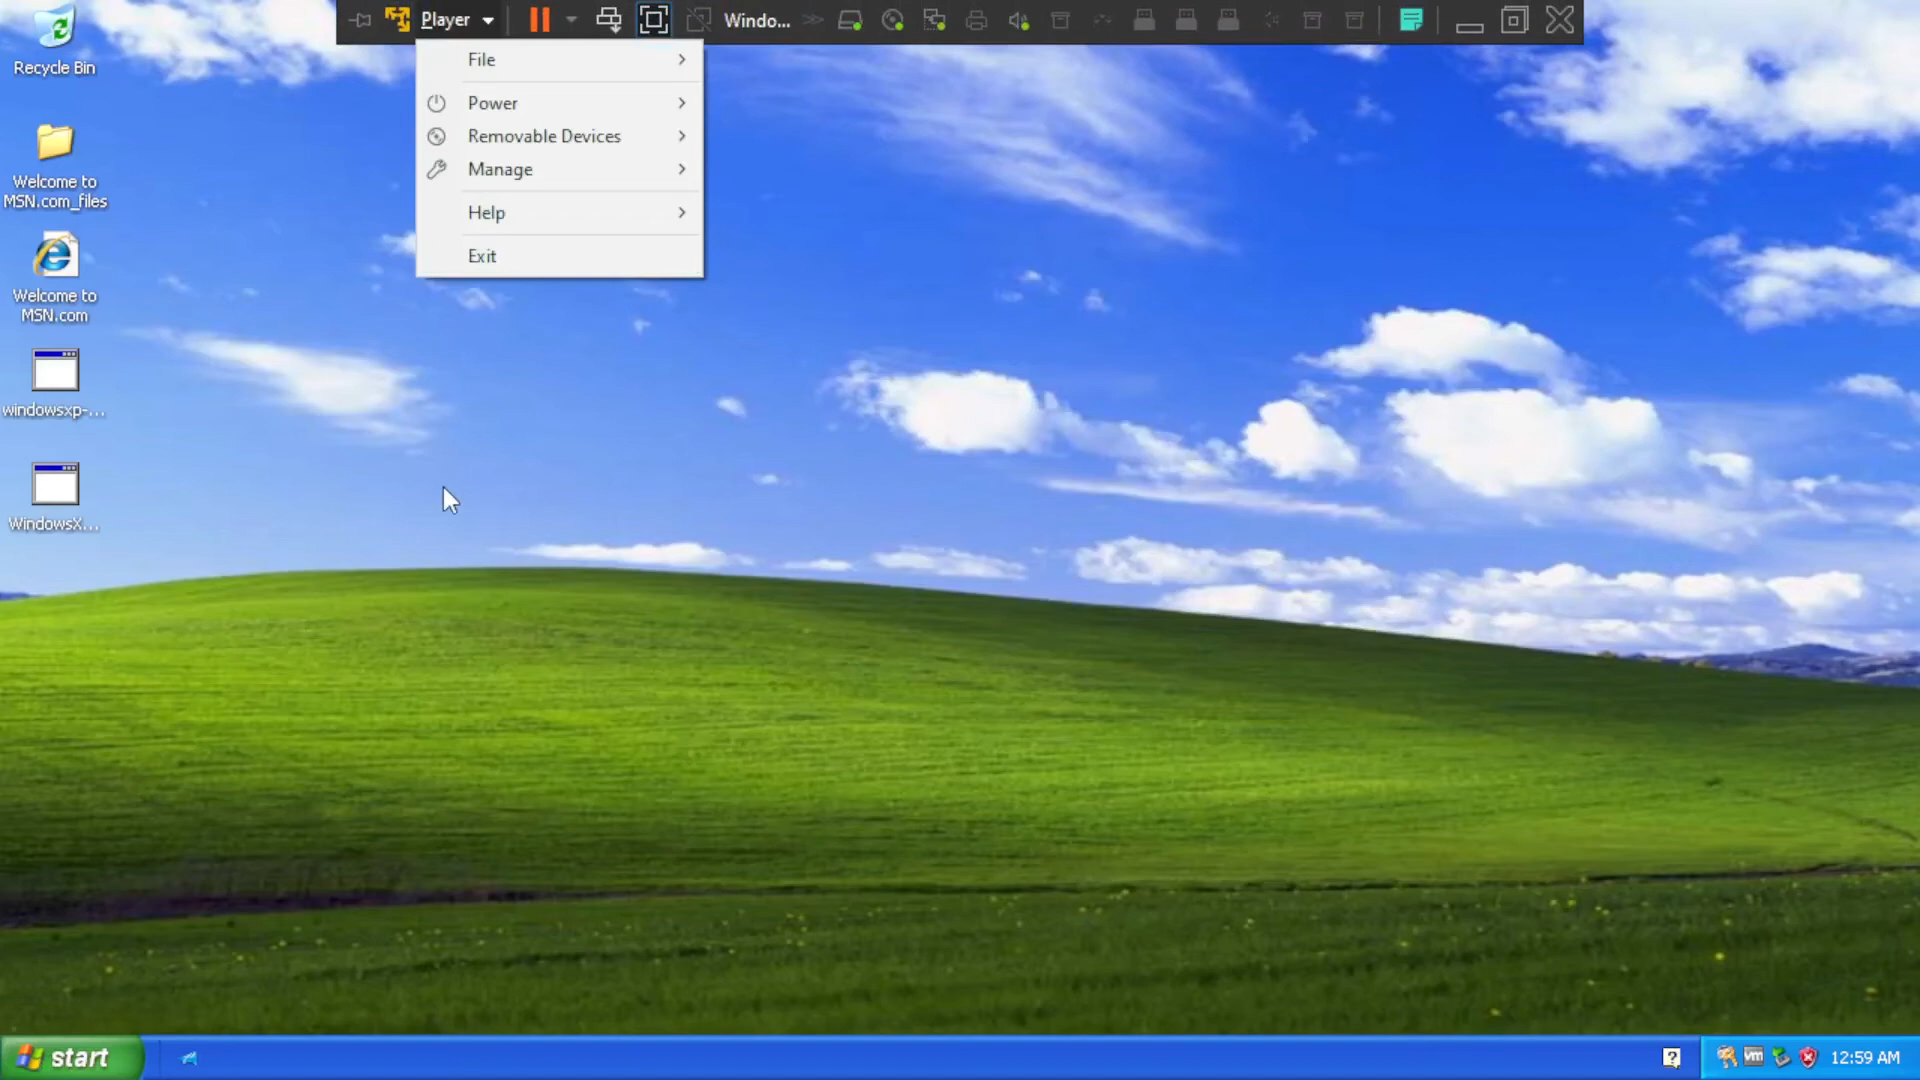 Player
Windo...
File
Power
Removable Devices
Manage
Help
Exit
Recycle Bin
Welcome to
MSN.com_files
Welcome to
MSN.com
windowsxp-...
WindowsX...
start
?
vm
12:59 AM